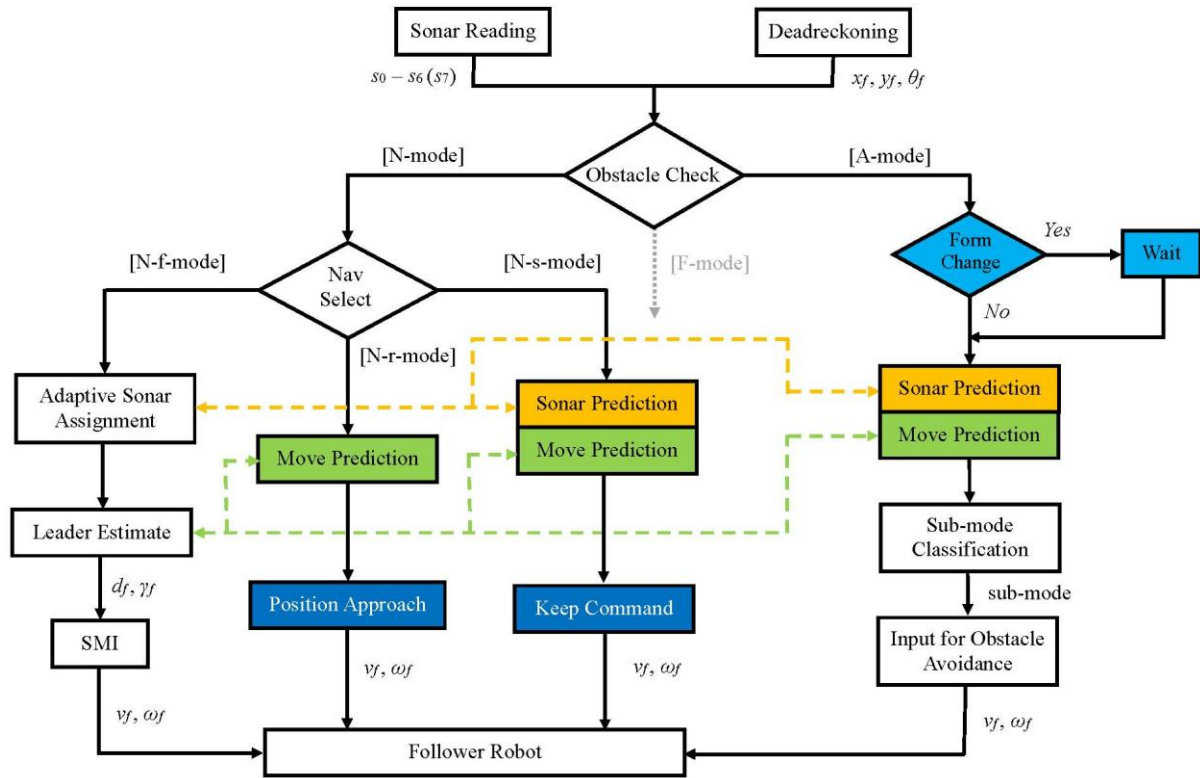 Sonar Reading
Deadreckoning
s0 – s6 (s7)
xf, yf, θf
[N-mode]
[A-mode]
Obstacle Check
Form
Change
Yes
Wait
[N-f-mode]
[N-s-mode]
[F-mode]
Nav
Select
No
[N-r-mode]
Adaptive Sonar
Assignment
Sonar Prediction
Sonar Prediction
Move Prediction
Move Prediction
Move Prediction
Leader Estimate
Sub-mode
Classification
df, γf
Position Approach
Keep Command
sub-mode
SMI
Input for Obstacle
Avoidance
vf, ωf
vf, ωf
vf, ωf
vf, ωf
Follower Robot